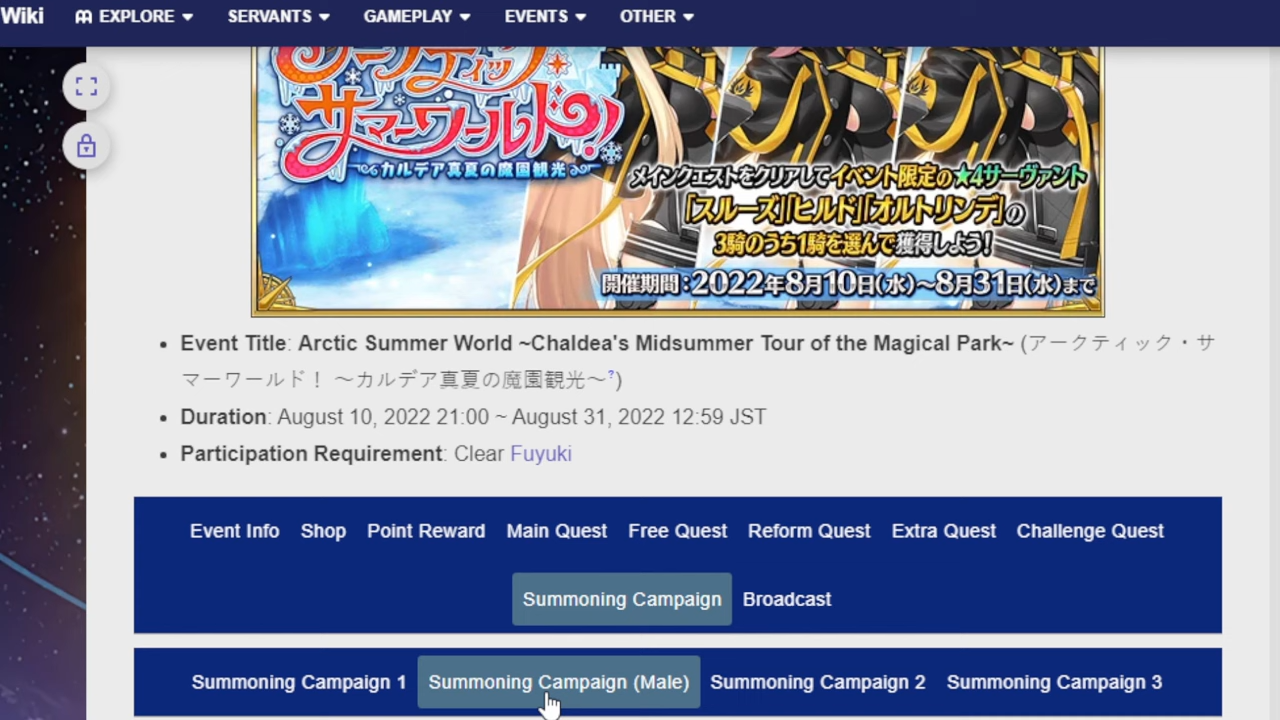 Wiki EXPLORE SERVANTS GAMEPLAY EVENTS OTHER
サマーワールド!
カルデア真夏の魔園観光
メインクエストをクリアしてイベント限定の★4サーヴァント
「スルーズ」「ヒルド」「オルトリンデ」の
3騎のうち1騎を選んで獲得しよう!
開催期間:2022年8月10日(水)~8月31日(水)まで
• Event Title: Arctic Summer World ~Chaldea's Midsummer Tour of the Magical Park~ (アークティック・サ
マーワールド! ～カルデア真夏の魔園観光～?)
• Duration: August 10, 2022 21:00 ~ August 31, 2022 12:59 JST
• Participation Requirement: Clear Fuyuki
Event Info Shop Point Reward Main Quest Free Quest Reform Quest Extra Quest Challenge Quest
Summoning Campaign Broadcast
Summoning Campaign 1 Summoning Campaign (Male) Summoning Campaign 2 Summoning Campaign 3